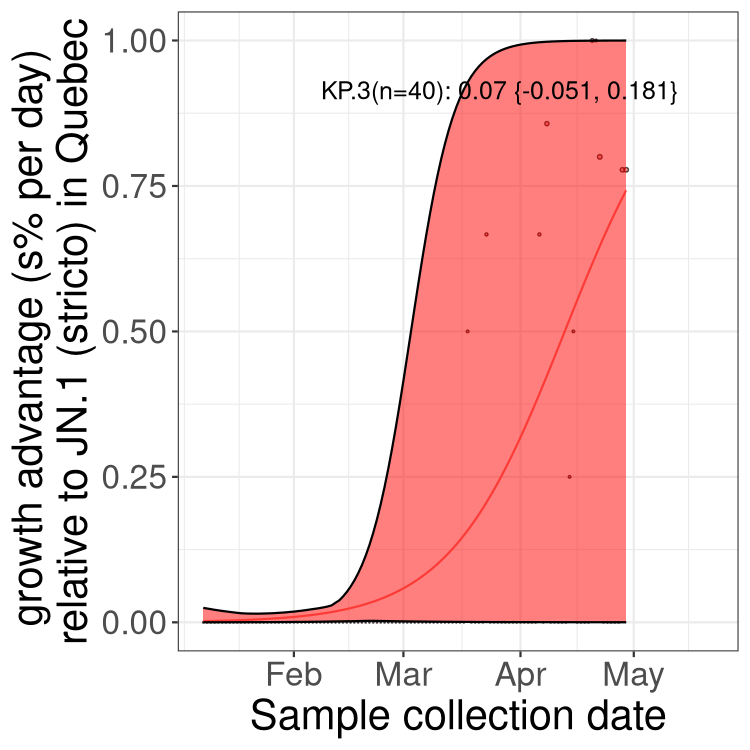 growth advantage (s% per day)
relative to JN.1 (stricto) in Quebec
1.00
0.75
0.50
0.25
0.00
KP.3(n=40): 0.07 {-0.051, 0.181}
Feb Mar Apr May
Sample collection date